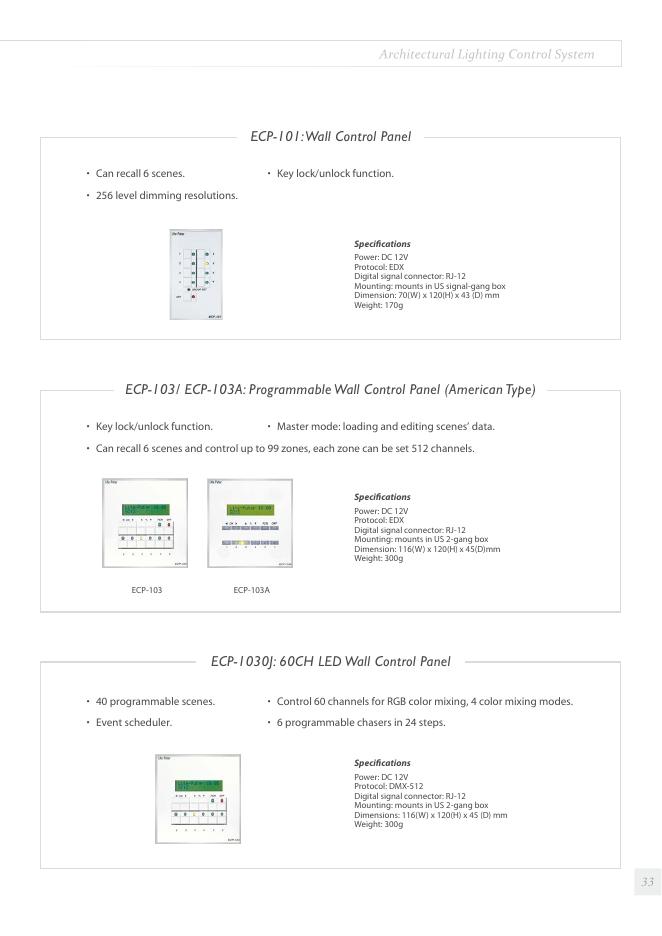 Architectural Lighting Control System
ECP-101: Wall Control Panel
• Can recall 6 scenes.
• Key lock/unlock function.
• 256 level dimming resolutions.
Specifications
Power: DC 12V
Protocol: EDX
Digital signal connector: RJ-12
Mounting: mounts in US signal-gang box
Dimension: 70(W) x 120(H) x 43 (D) mm
Weight: 170g
ECP-103/ ECP-103A: Programmable Wall Control Panel (American Type)
• Key lock/unlock function.
• Master mode: loading and editing scenes' data.
• Can recall 6 scenes and control up to 99 zones, each zone can be set 512 channels.
Specifications
Power: DC 12V
Protocol: EDX
Digital signal connector: RJ-12
Mounting: mounts in US 2-gang box
Dimension: 116(W) x 120(H) x 45(D)mm
Weight: 300g
ECP-103
ECP-103A
ECP-1030J: 60CH LED Wall Control Panel
• 40 programmable scenes.
• Control 60 channels for RGB color mixing, 4 color mixing modes.
• Event scheduler.
• 6 programmable chasers in 24 steps.
Specifications
Power: DC 12V
Protocol: DMX-512
Digital signal connector: RJ-12
Mounting: mounts in US 2-gang box
Dimensions: 116(W) x 120(H) x 45 (D) mm
Weight: 300g
33